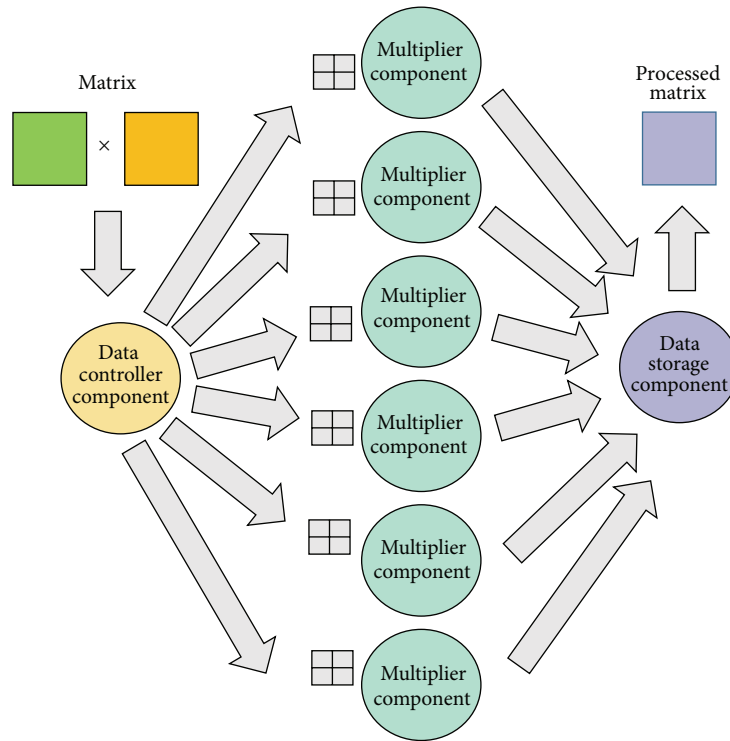 Matrix
×
Data
controller
component
Multiplier
component
Multiplier
component
Multiplier
component
Multiplier
component
Multiplier
component
Multiplier
component
Processed
matrix
Data
storage
component